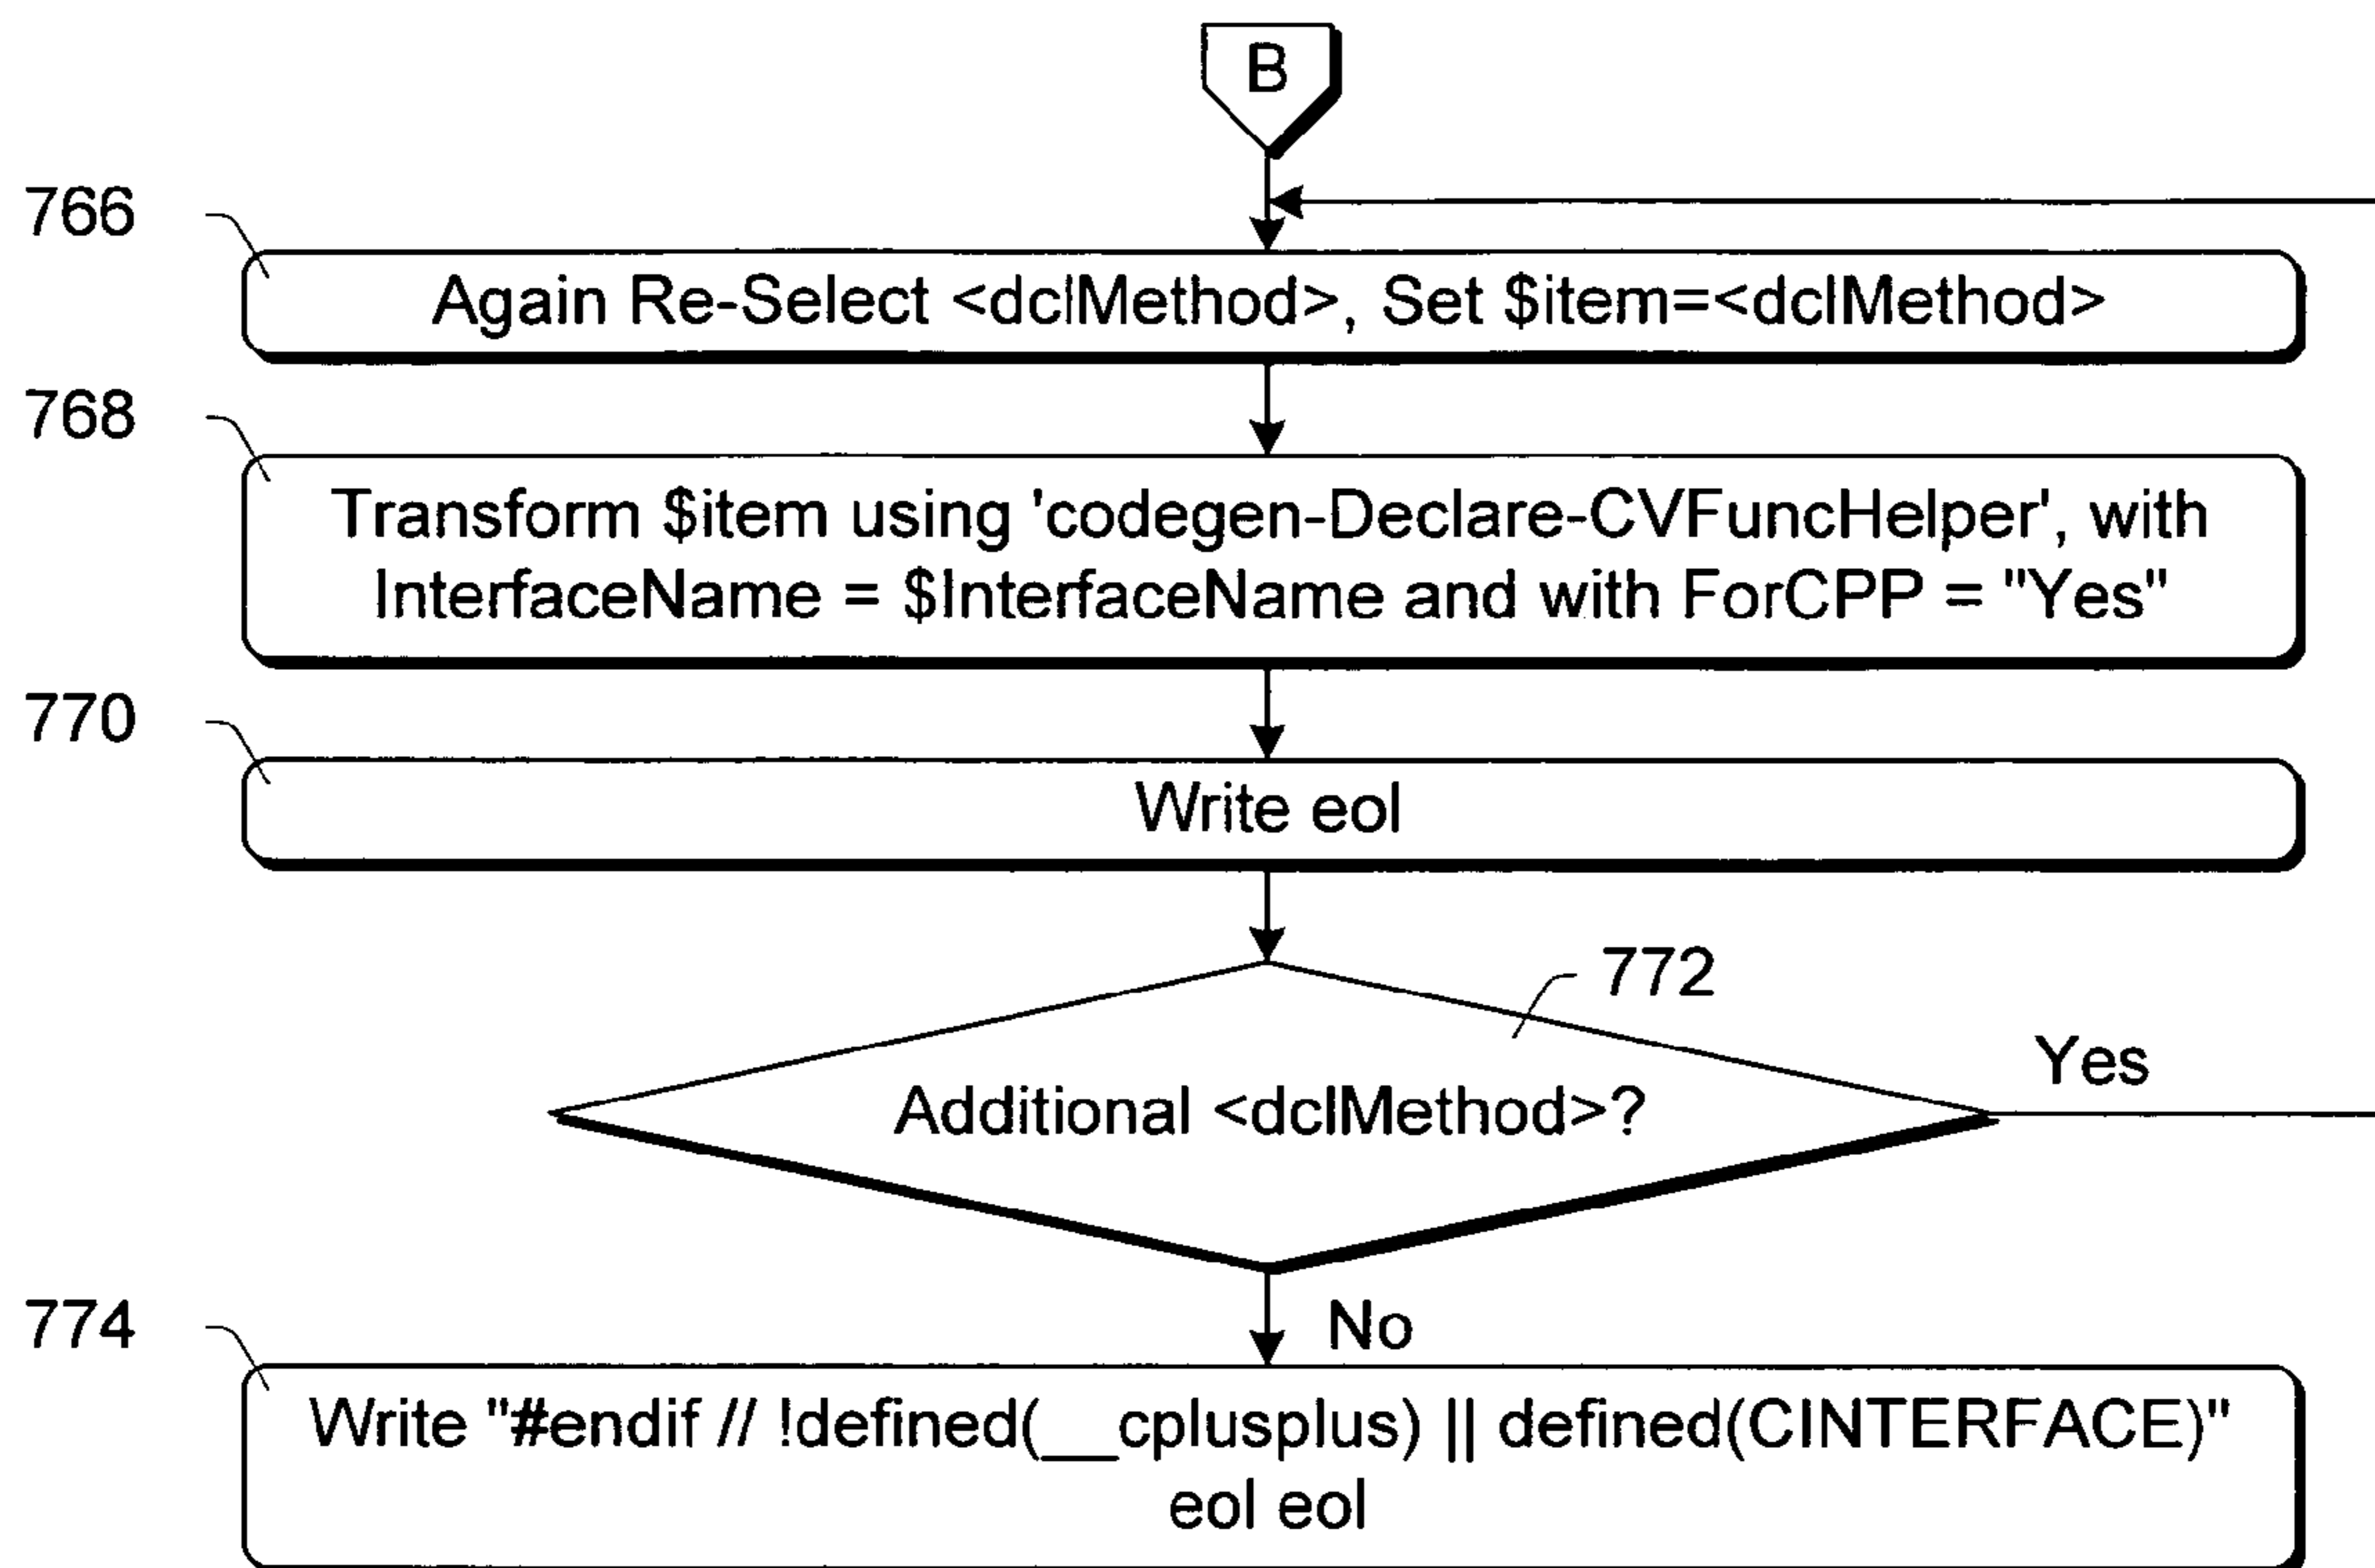 B
766
Again Re-Select <dclMethod>, Set $item=<dclMethod>
768
Transform $item using 'codegen-Declare-CVFuncHelper', with
InterfaceName = $InterfaceName and with ForCPP = "Yes"
770
Write eol
772
Additional <dclMethod>?
Yes
No
774
Write "#endif // !defined(__cplusplus) || defined(CINTERFACE)"
eol eol